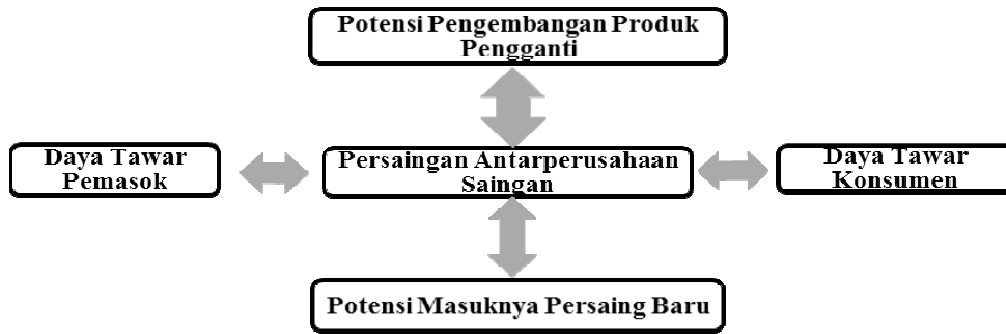 Potensi Pengembangan Produk
Pengganti
Daya Tawar
Pemasok
Persaingan Antarperusahaan
Saingan
Daya Tawar
Konsumen
Potensi Masuknya Persaing Baru